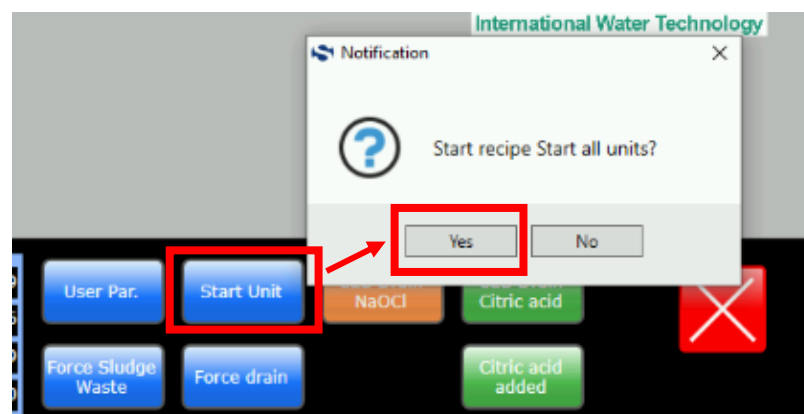 International Water Technology
Notification
Start recipe Start all units?
Yes
No
User Par.
Start Unit
NaOCl
Citric acid
Force Sludge
Waste
Force drain
Citric acid
added